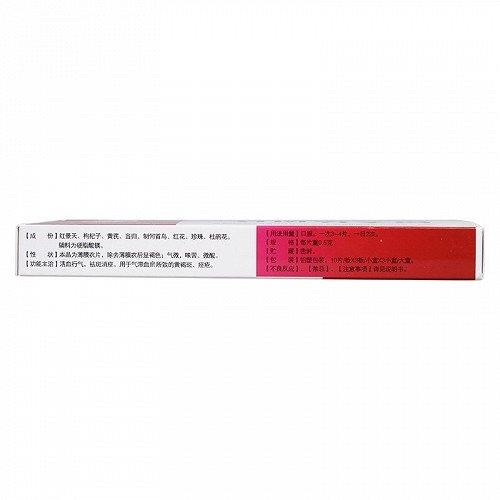 【成　份】红景天、枸杞子、黄芪、当归、制何首乌、红花、珍珠、杜鹃花。
辅料为硬脂酸镁。
【性　状】本品为薄膜衣片，除去薄膜衣后显褐色；气微，味苦、微酸。
【功能主治】活血行气、祛斑消痤。用于气滞血瘀所致的黄褐斑、痤疮。
【用法用量】口服。一次3~4片，一日2次。
【规　格】每片重0.5克
【贮　藏】密封。
【包　装】铝塑包装，10片/板X3板/小盒X3小盒/大盒。
【不良反应】、【禁忌】、【注意事项】详见说明书。